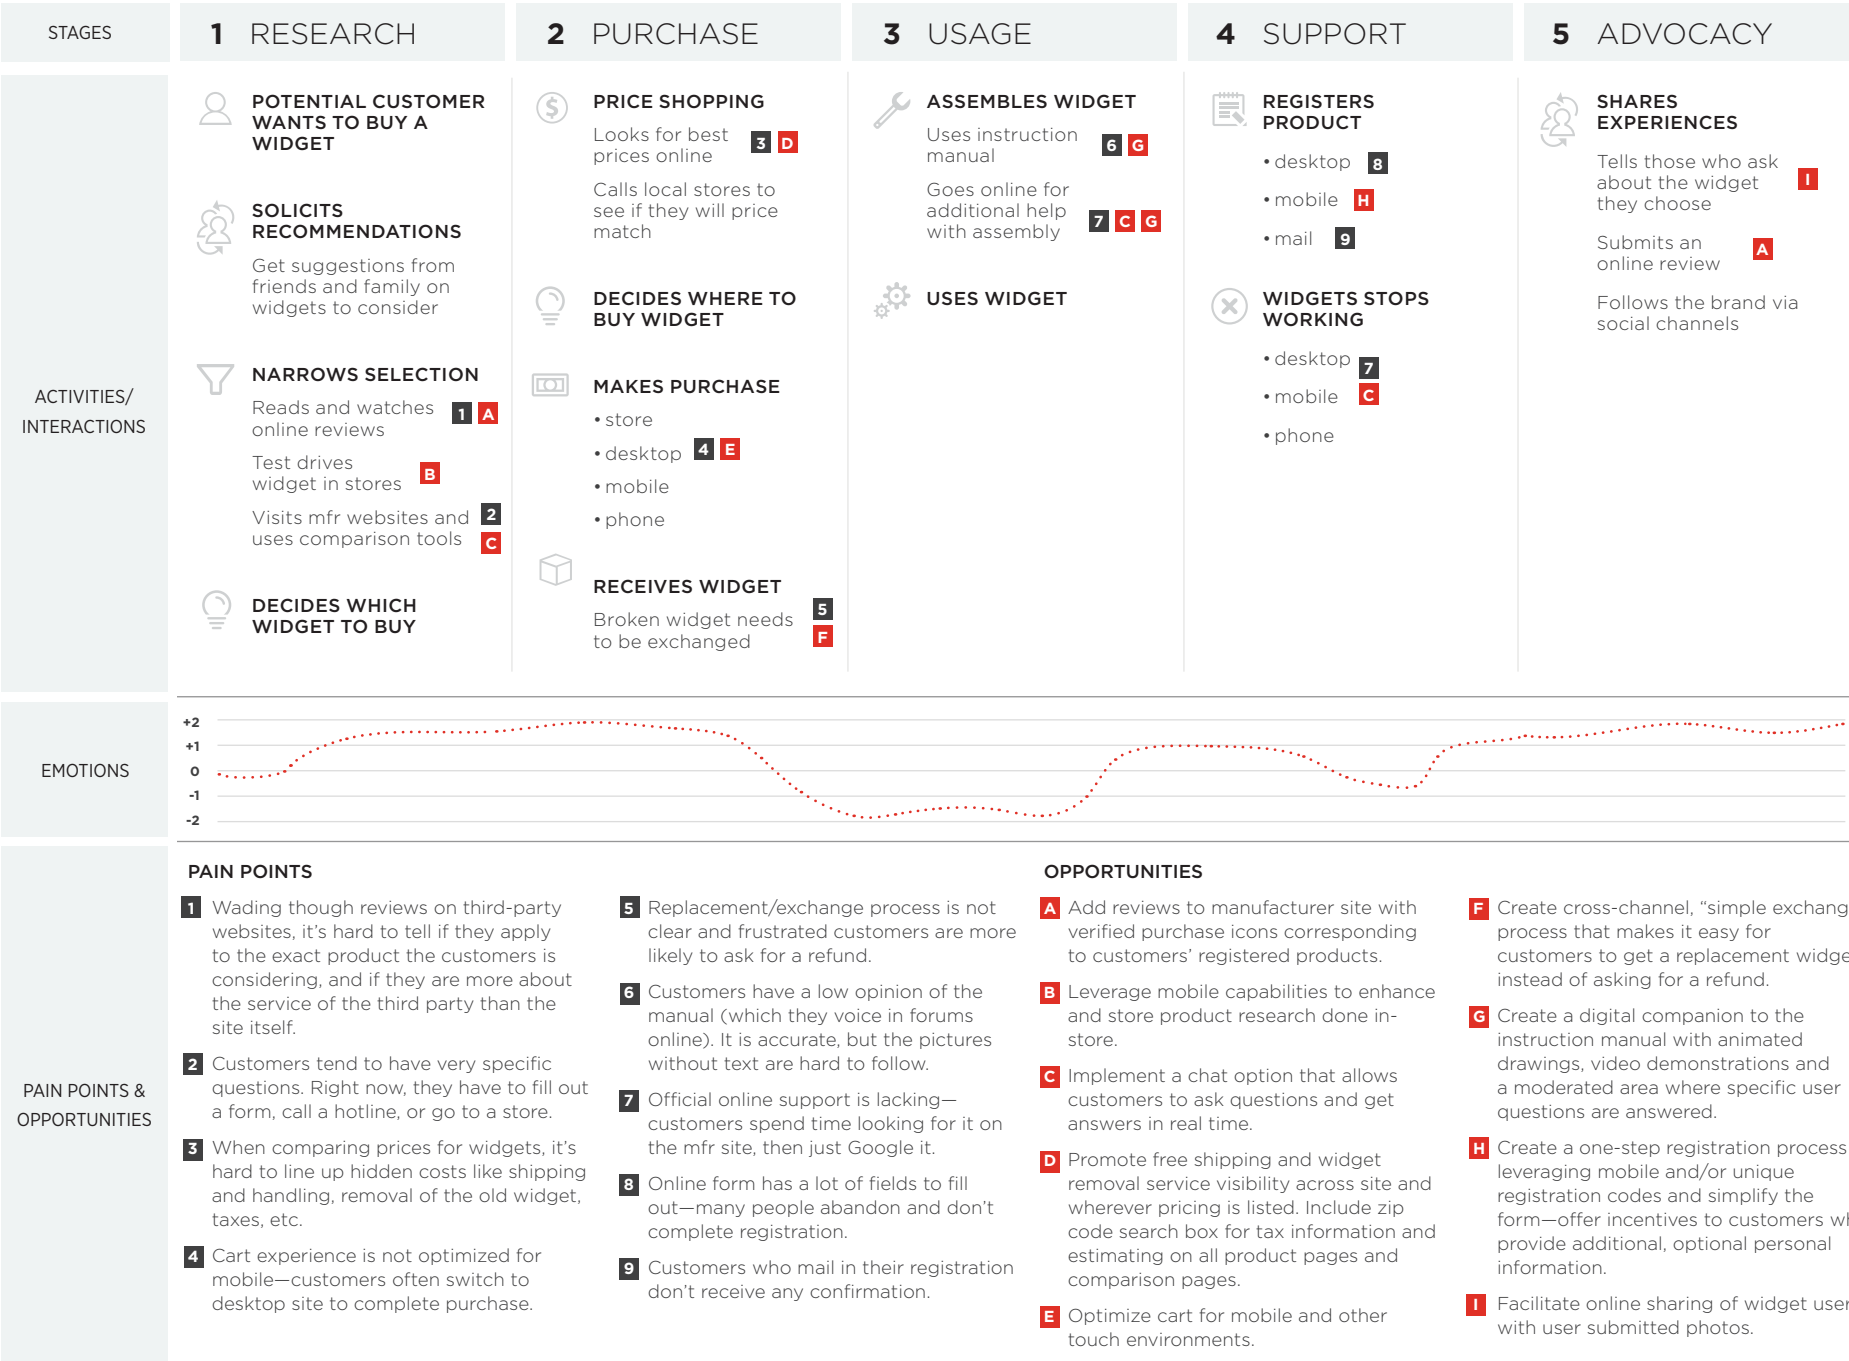 STAGES
1 RESEARCH
2 PURCHASE
3 USAGE
4 SUPPORT
5 ADVOCACY
ACTIVITIES/
INTERACTIONS
POTENTIAL CUSTOMER
WANTS TO BUY A
WIDGET
SOLICITS
RECOMMENDATIONS
Get suggestions from
friends and family on
widgets to consider
NARROWS SELECTION
Reads and watches
online reviews
1 A
Test drives
widget in stores
B
Visits mfr websites and
uses comparison tools
2
C
DECIDES WHICH
WIDGET TO BUY
$
PRICE SHOPPING
Looks for best
prices online
3 D
Calls local stores to
see if they will price
match
DECIDES WHERE TO
BUY WIDGET
MAKES PURCHASE
• store
• desktop 4 E
• mobile
• phone
RECEIVES WIDGET
Broken widget needs
to be exchanged
5
F
ASSEMBLES WIDGET
Uses instruction
manual
6 G
Goes online for
additional help
with assembly
7 C G
USES WIDGET
REGISTERS
PRODUCT
• desktop 8
• mobile H
• mail 9
WIDGETS STOPS
WORKING
• desktop
7
• mobile
C
• phone
SHARES
EXPERIENCES
Tells those who ask
about the widget
they choose
I
Submits an
online review
A
Follows the brand via
social channels
EMOTIONS
+2
+1
0
-1
-2
PAIN POINTS &
OPPORTUNITIES
PAIN POINTS
1 Wading though reviews on third-party
websites, it's hard to tell if they apply
to the exact product the customers is
considering, and if they are more about
the service of the third party than the
site itself.
2 Customers tend to have very specific
questions. Right now, they have to fill out
a form, call a hotline, or go to a store.
3 When comparing prices for widgets, it's
hard to line up hidden costs like shipping
and handling, removal of the old widget,
taxes, etc.
4 Cart experience is not optimized for
mobile—customers often switch to
desktop site to complete purchase.
5 Replacement/exchange process is not
clear and frustrated customers are more
likely to ask for a refund.
6 Customers have a low opinion of the
manual (which they voice in forums
online). It is accurate, but the pictures
without text are hard to follow.
7 Official online support is lacking—
customers spend time looking for it on
the mfr site, then just Google it.
8 Online form has a lot of fields to fill
out—many people abandon and don't
complete registration.
9 Customers who mail in their registration
don't receive any confirmation.
OPPORTUNITIES
A Add reviews to manufacturer site with
verified purchase icons corresponding
to customers' registered products.
B Leverage mobile capabilities to enhance
and store product research done in-
store.
C Implement a chat option that allows
customers to ask questions and get
answers in real time.
D Promote free shipping and widget
removal service visibility across site and
wherever pricing is listed. Include zip
code search box for tax information and
estimating on all product pages and
comparison pages.
E Optimize cart for mobile and other
touch environments.
F Create cross-channel, "simple exchang
process that makes it easy for
customers to get a replacement widge
instead of asking for a refund.
G Create a digital companion to the
instruction manual with animated
drawings, video demonstrations and
a moderated area where specific user
questions are answered.
H Create a one-step registration process
leveraging mobile and/or unique
registration codes and simplify the
form—offer incentives to customers wh
provide additional, optional personal
information.
I Facilitate online sharing of widget user
with user submitted photos.